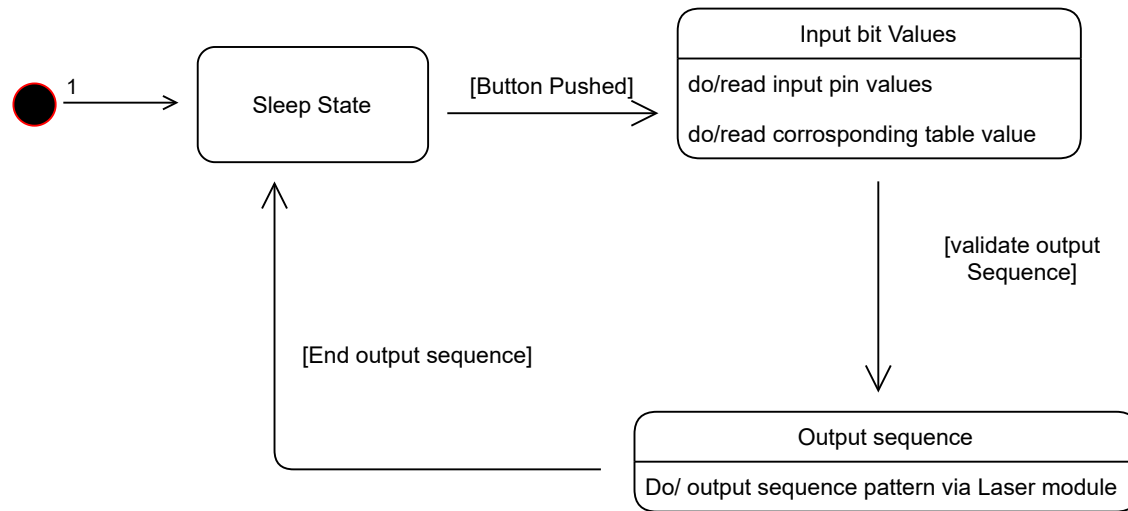 1
Sleep State
[Button Pushed]
Input bit Values
do/read input pin values
do/read corrosponding table value
[validate output
Sequence]
[End output sequence]
Output sequence
Do/ output sequence pattern via Laser module